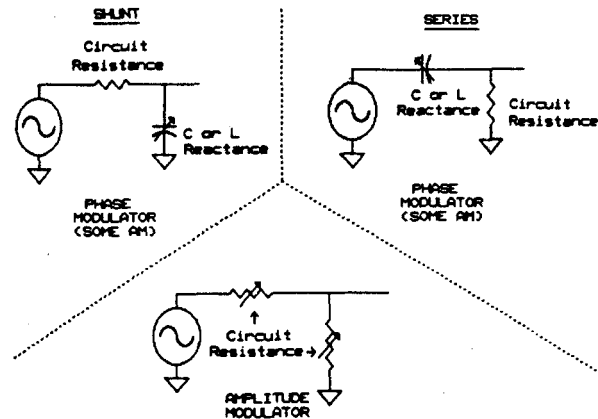 SHUNT
Circuit
Resistance
C or L
Reactance
PHASE
MODULATOR
(SOME AM)
SERIES
C or L
Reactance
Circuit
Resistance
PHASE
MODULATOR
(SOME AM)
Circuit
Resistance
AMPLITUDE
MODULATOR